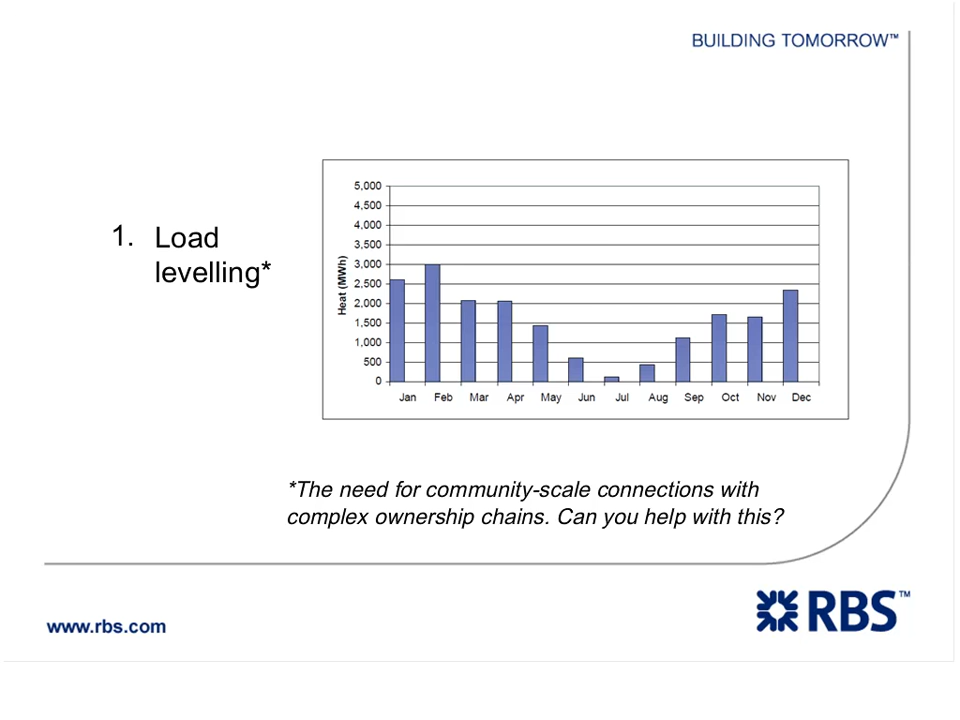 BUILDING TOMORROW™
1. Load
levelling*
Heat (MWh)
5,000
4,500
4,000
3,500
3,000
2,500
2,000
1,500
1,000
500
0
Jan Feb Mar Apr May Jun Jul Aug Sep Oct Nov Dec
*The need for community-scale connections with
complex ownership chains. Can you help with this?
www.rbs.com
RBS™